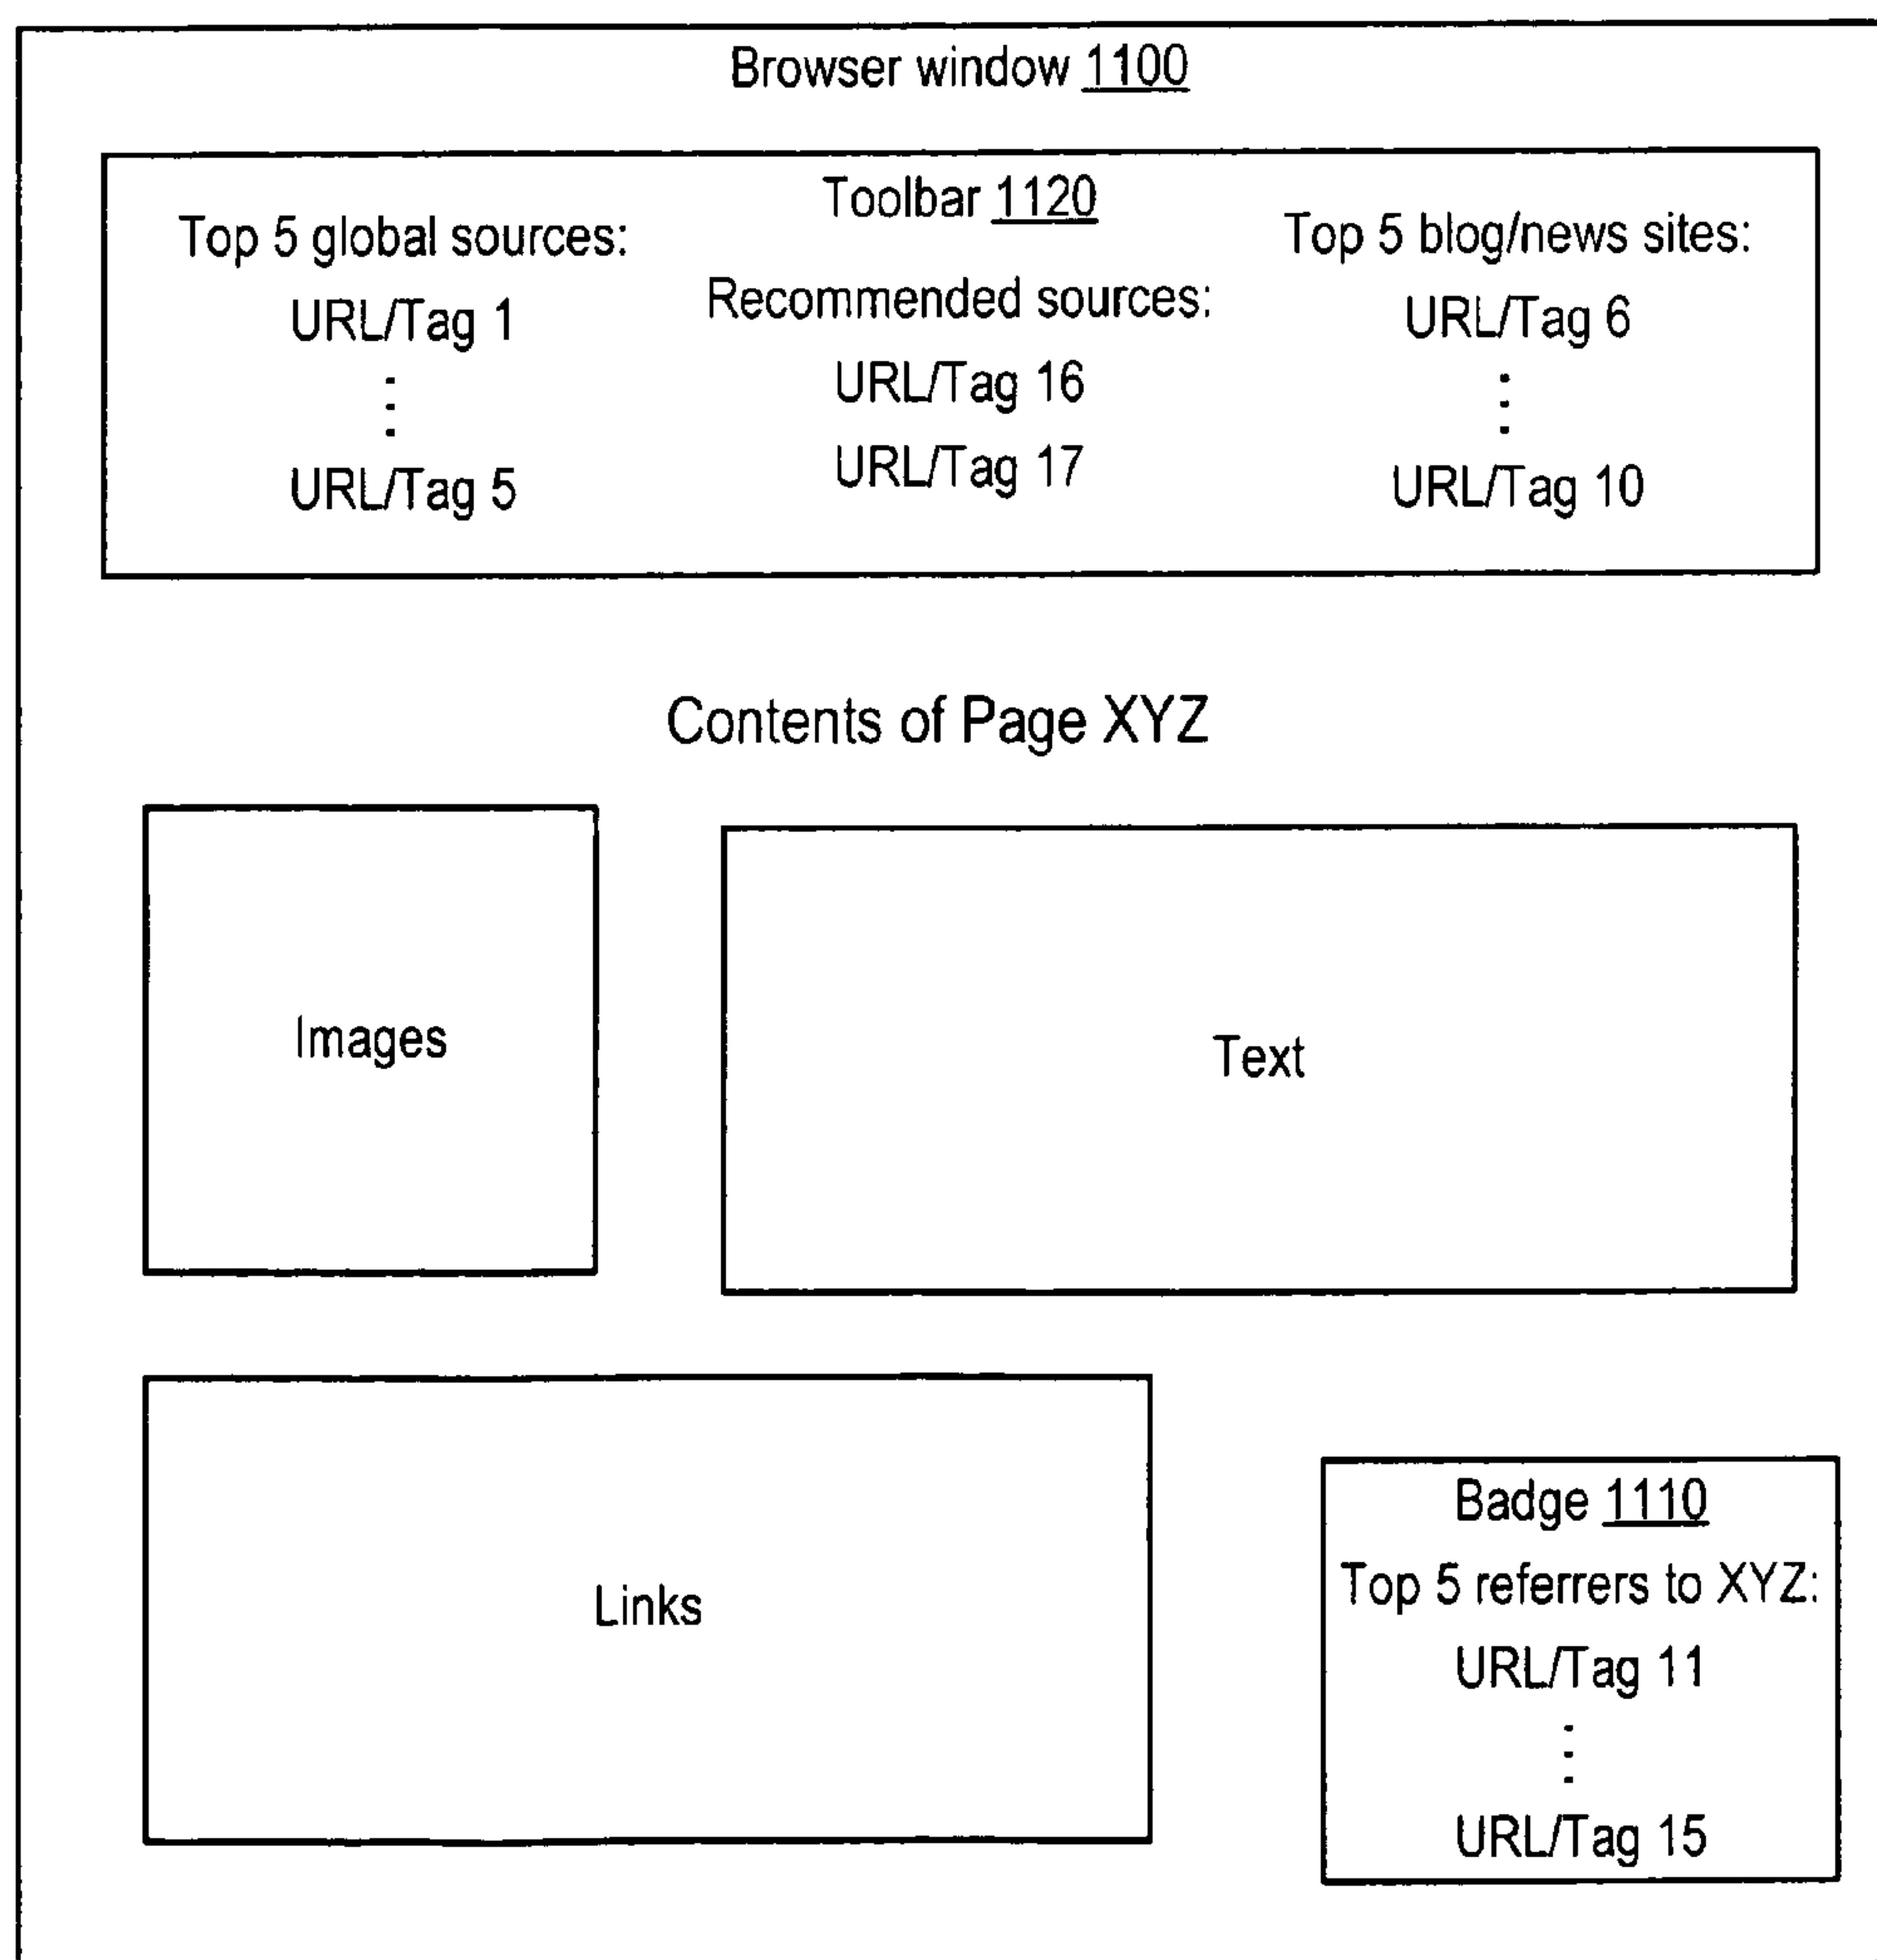 Browser window 1100
Toolbar 1120
Top 5 global sources:
URL/Tag 1
⋮
URL/Tag 5
Recommended sources:
URL/Tag 16
URL/Tag 17
Top 5 blog/news sites:
URL/Tag 6
⋮
URL/Tag 10
Contents of Page XYZ
Images
Text
Links
Badge 1110
Top 5 referrers to XYZ:
URL/Tag 11
⋮
URL/Tag 15